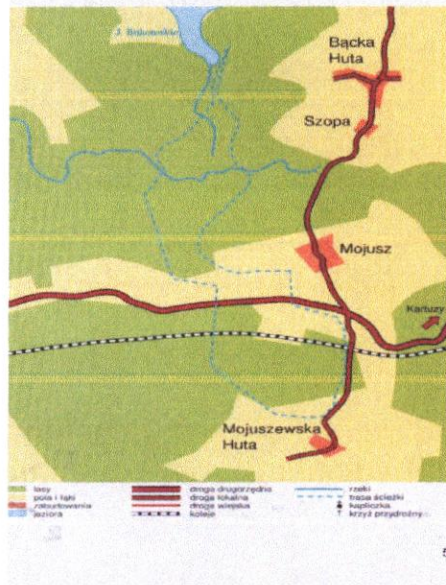 Bącka
Huta
Szopa
Mojusz
Kartuzy
Mojuszewska
Huta
lasy
pola i łąki
zabudowania
jeziora
droga drugorzędna
droga lokalna
droga wiejska
koleje
rzeki
trasa ścieżki
kapliczka
krzyż przydrożny